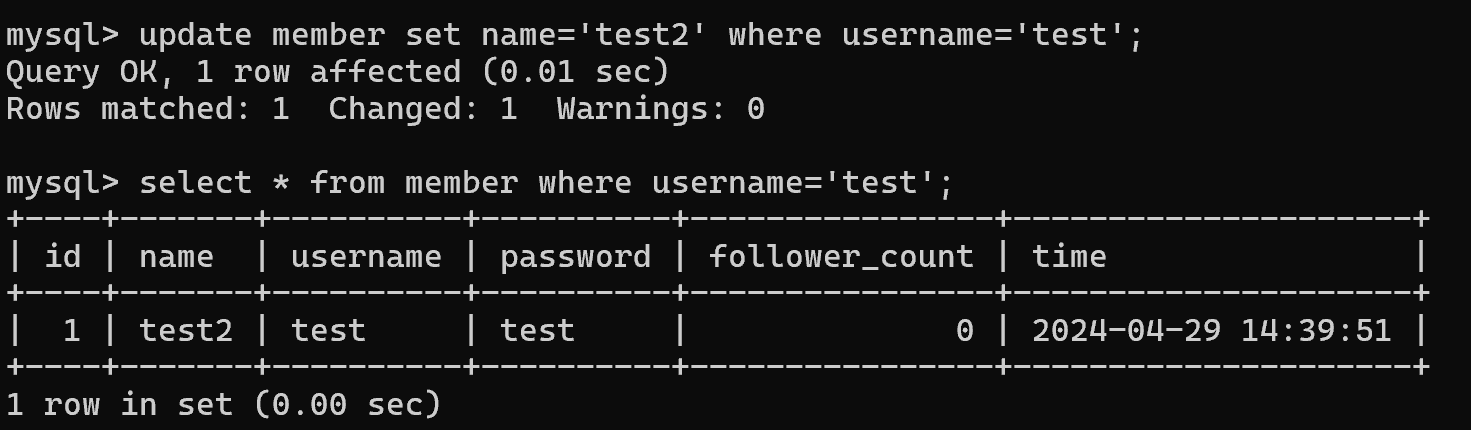 mysql> update member set name='test2' where username='test';
Query OK, 1 row affected (0.01 sec)
Rows matched: 1  Changed: 1  Warnings: 0

mysql> select * from member where username='test';
+----+-------+----------+----------+----------------+---------------------+
| id | name  | username | password | follower_count | time                |
+----+-------+----------+----------+----------------+---------------------+
|  1 | test2 | test     | test     |              0 | 2024-04-29 14:39:51 |
+----+-------+----------+----------+----------------+---------------------+
1 row in set (0.00 sec)